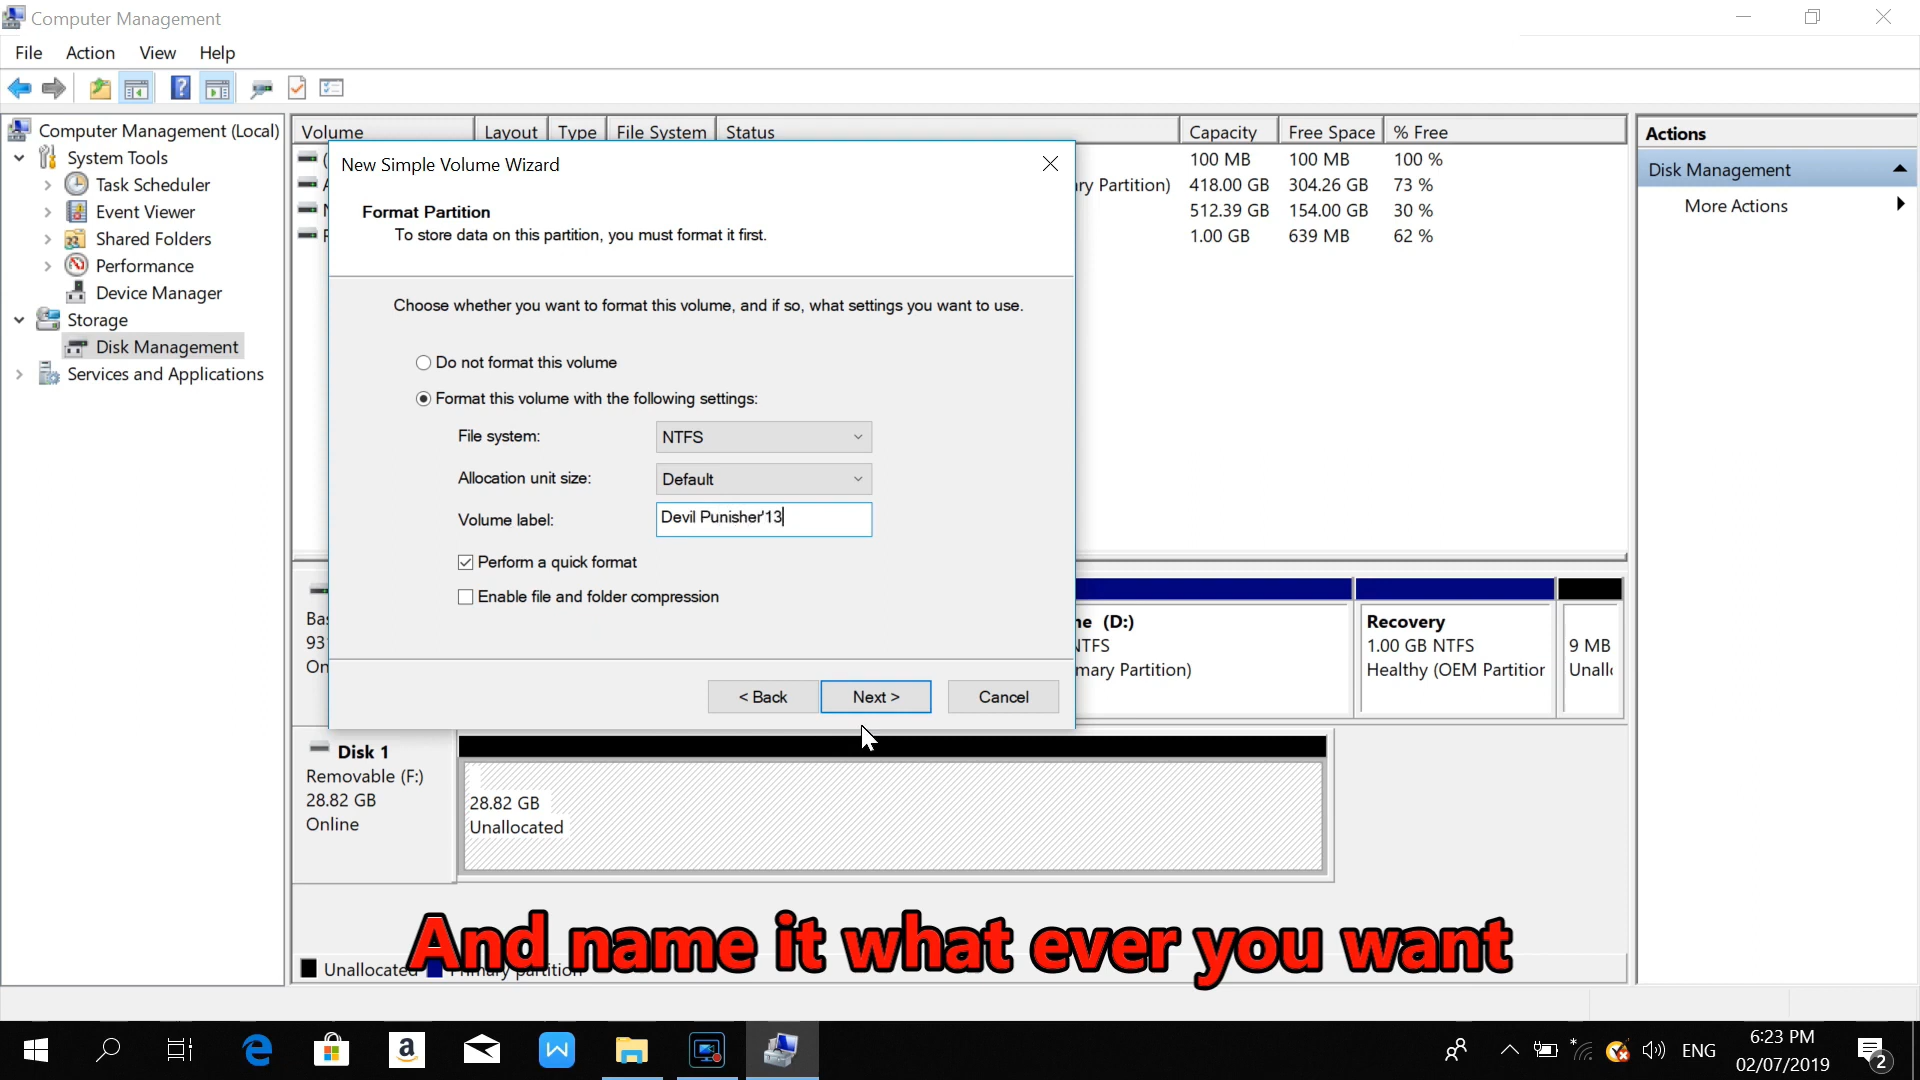 Computer Management
File Action View Help
Computer Management (Local)
System Tools
Task Scheduler
Event Viewer
Shared Folders
Performance
Device Manager
Storage
Disk Management
Services and Applications
Volume Layout Type File System Status Capacity Free Space % Free
100 MB 100 MB 100 %
ry Partition) 418.00 GB 304.26 GB 73 %
512.39 GB 154.00 GB 30 %
1.00 GB 639 MB 62 %
Actions
Disk Management
More Actions
New Simple Volume Wizard
Format Partition
To store data on this partition, you must format it first.
Choose whether you want to format this volume, and if so, what settings you want to use.
Do not format this volume
Format this volume with the following settings:
File system: NTFS
Allocation unit size: Default
Volume label: Devil Punisher'13
Perform a quick format
Enable file and folder compression
< Back Next > Cancel
Bas
93
On
ne (D:)
NTFS
mary Partition)
Recovery
1.00 GB NTFS
Healthy (OEM Partition
9 MB
Unallo
Disk 1
Removable (F:)
28.82 GB
Online
28.82 GB
Unallocated
Unallocated Primary partition
And name it what ever you want
ENG
6:23 PM
02/07/2019
2